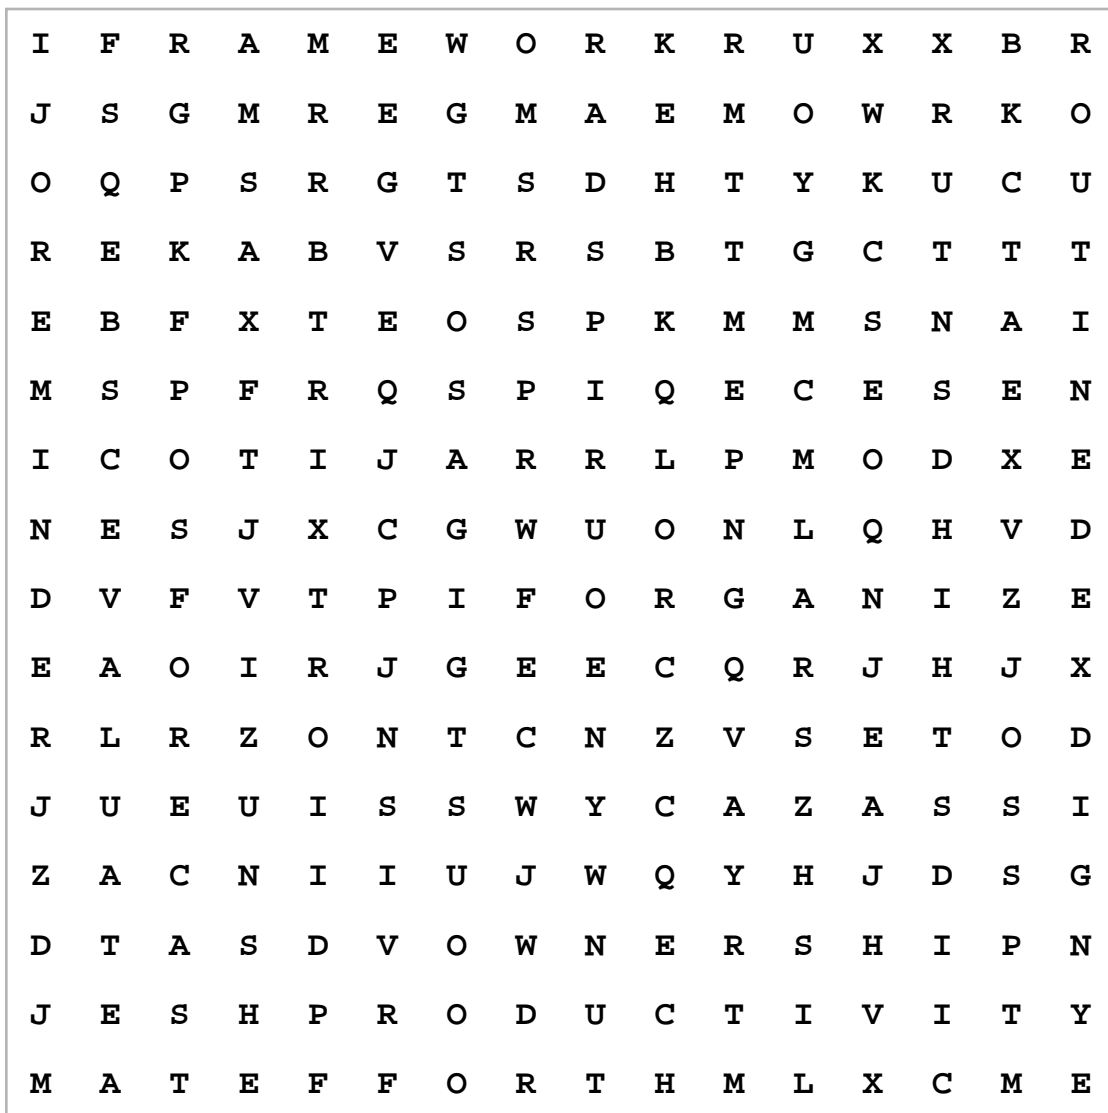 I F R A M E W O R K R U X X B R
J S G M R E G M A E M O W R K O
O Q P S R G T S D H T Y K U C U
R E K A B V S R S B T G C T T T
E B F X T E O S P K M M S N A I
M S P F R Q S P I Q E C E S E N
I C O T I J A R R L P M O D X E
N E S J X C G W U O N L Q H V D
D V F V T P I F O R G A N I Z E
E A O I R J G E E C Q R J H J X
R L R Z O N T C N Z V S E T O D
J U E U I S S W Y C A Z A S S I
Z A C N I I U J W Q Y H J D S G
D T A S D V O W N E R S H I P N
J E S H P R O D U C T I V I T Y
M A T E F F O R T H M L X C M E